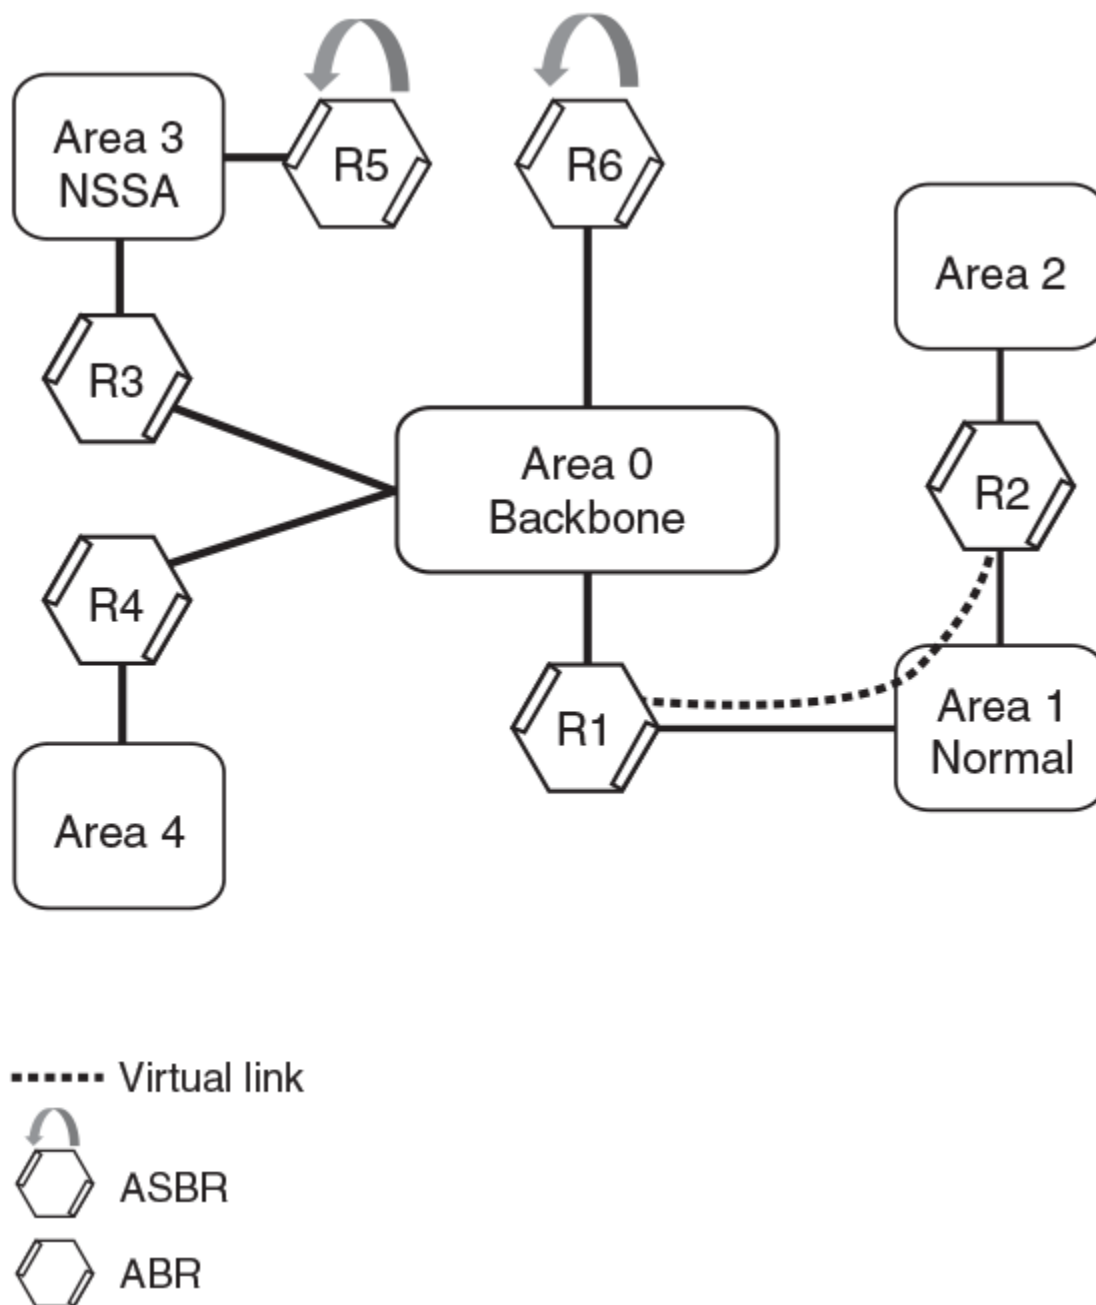 Area 3
NSSA
R5
R6
Area 2
R3
Area 0
Backbone
R2
R4
R1
Area 1
Normal
Area 4
Virtual link
ASBR
ABR